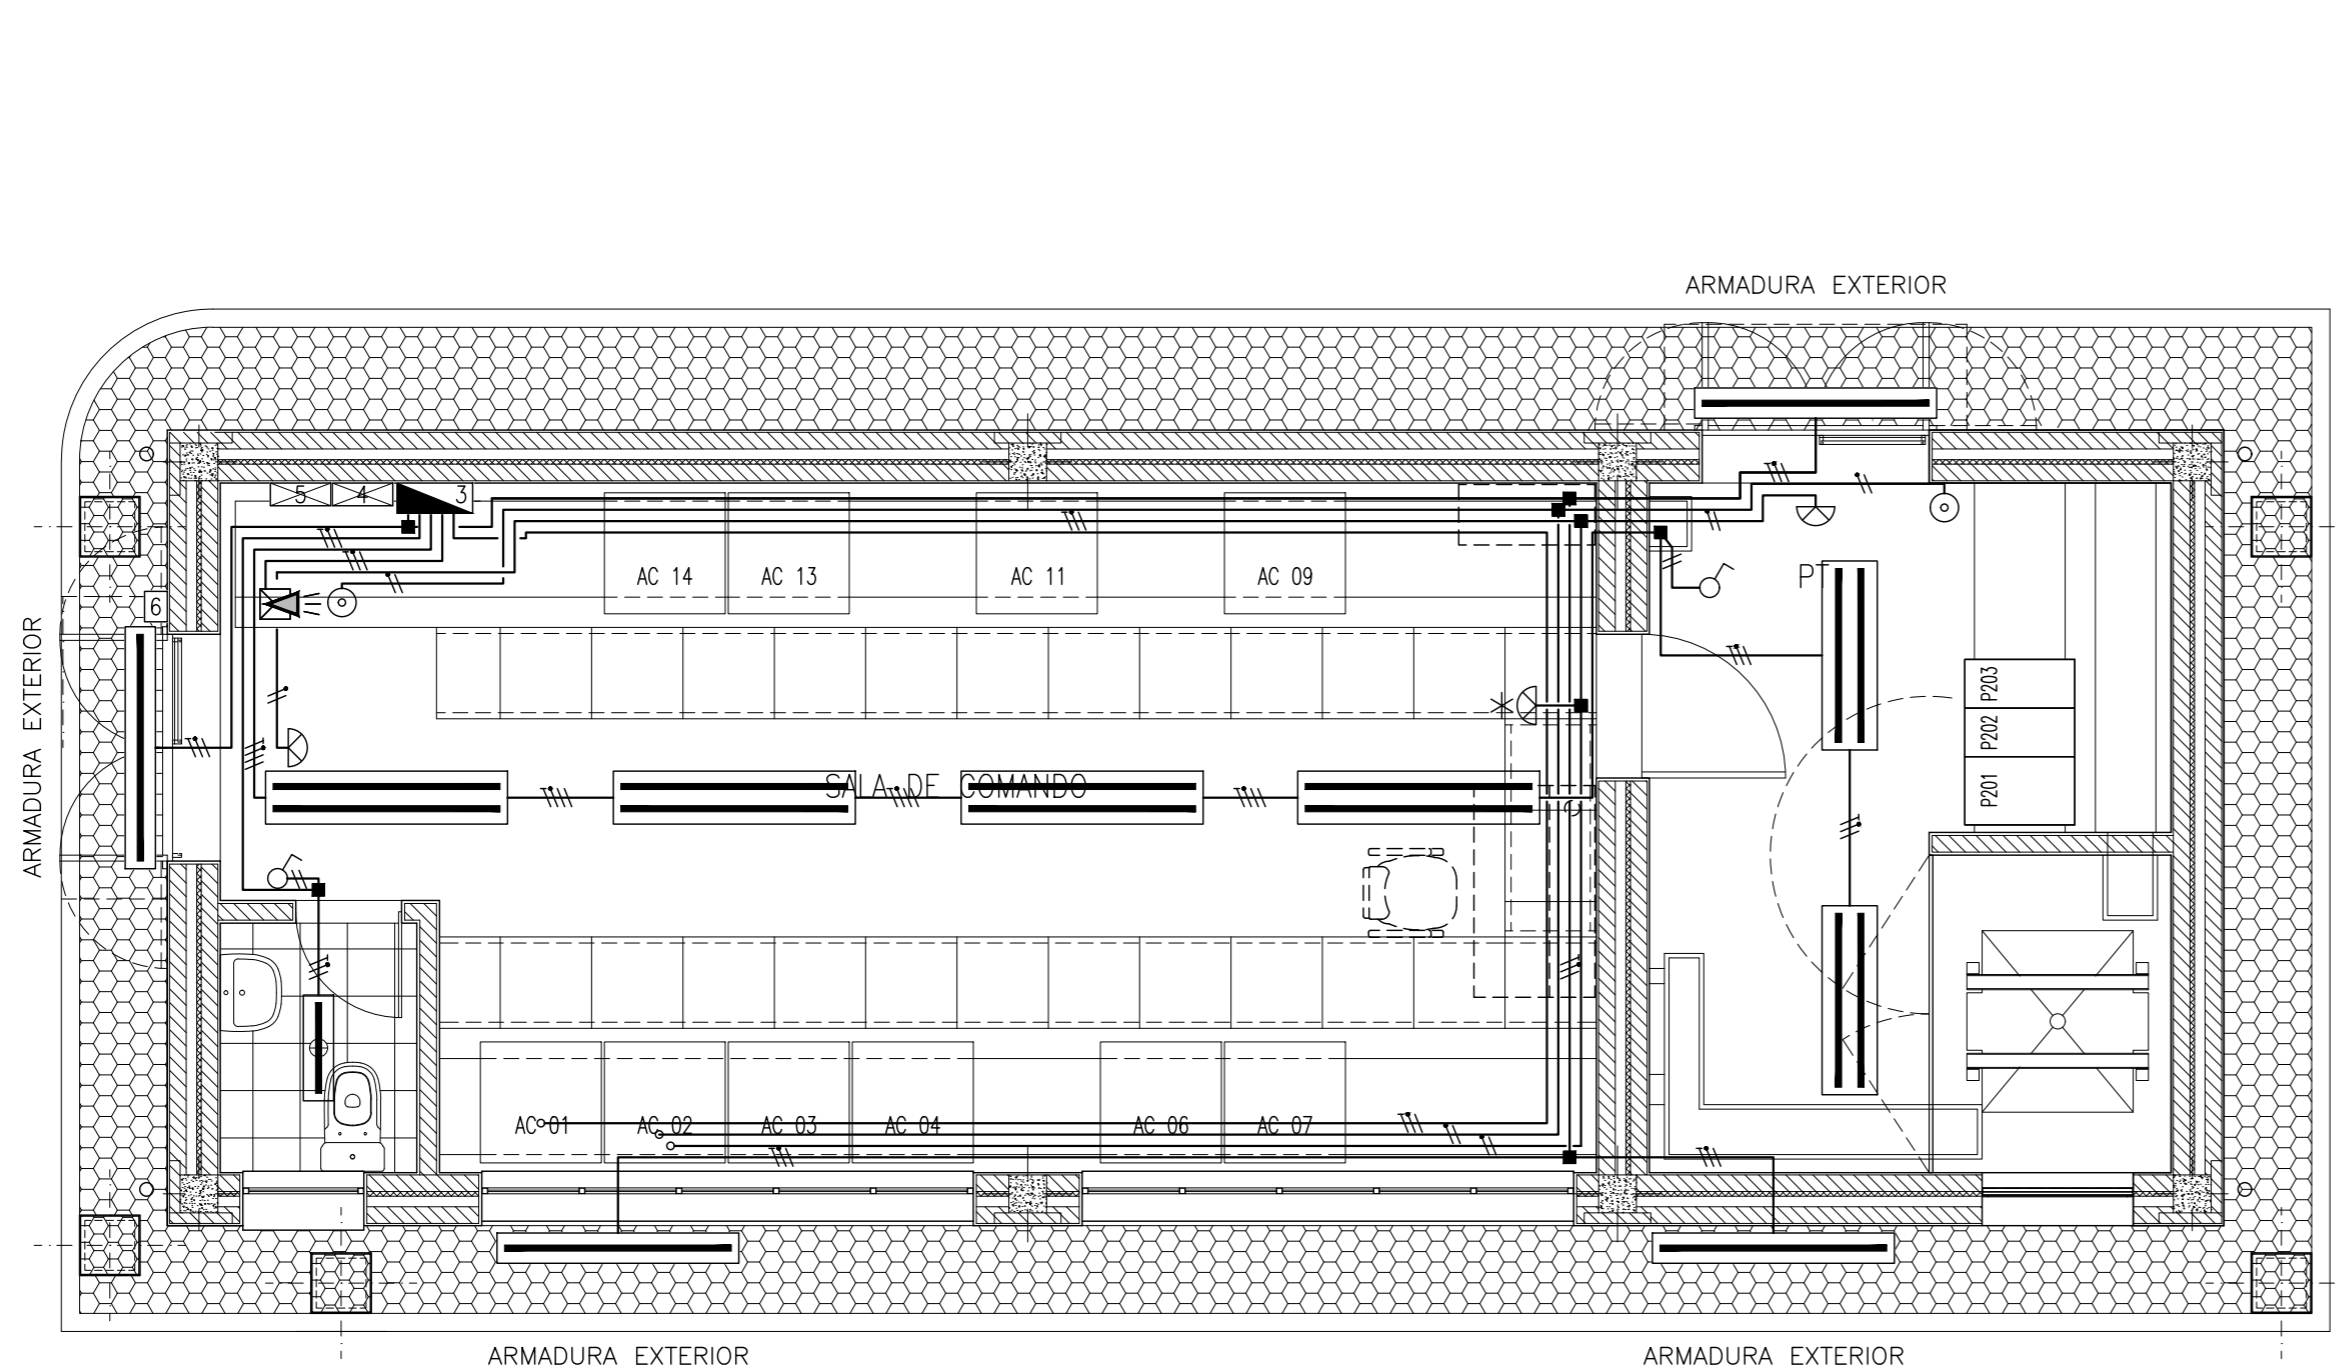 ARMADURA EXTERIOR
5 4 3
AC 14 AC 13 AC 11 AC 09
PT
6
ARMADURA EXTERIOR
P203
P202
P201
SALA DE COMANDO
AC 01 AC 02 AC 03 AC 04 AC 06 AC 07
ARMADURA EXTERIOR
ARMADURA EXTERIOR